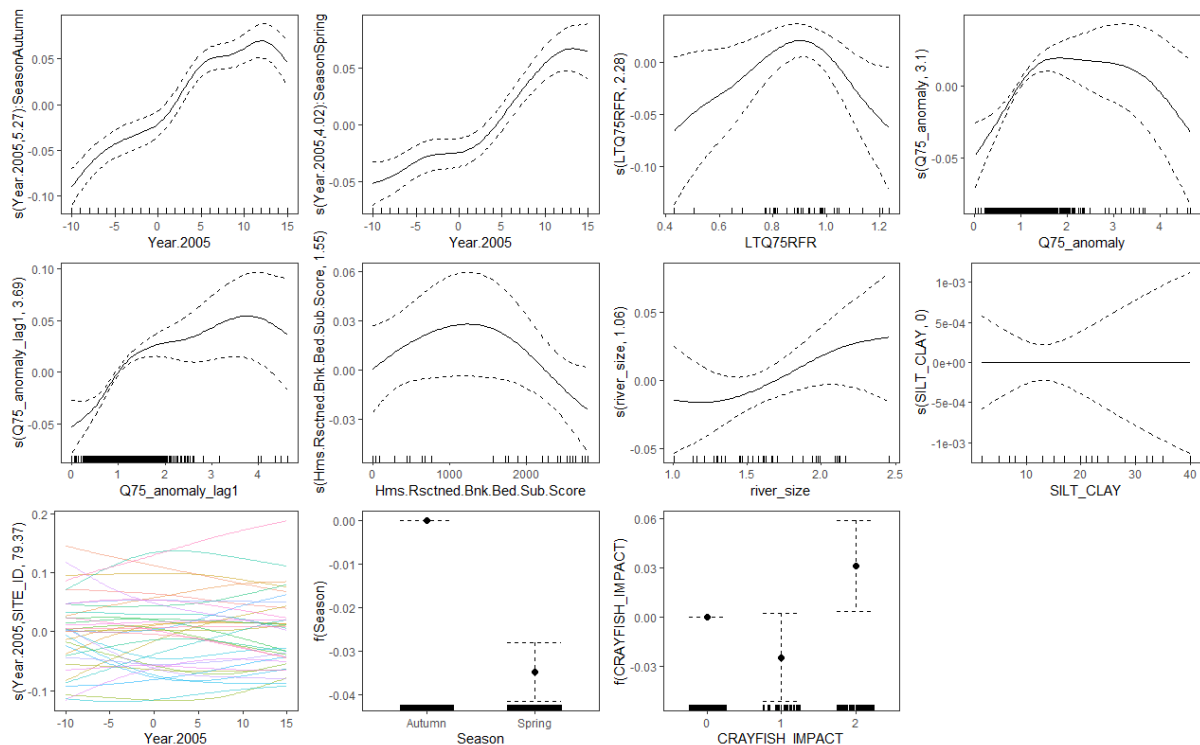 s(Year.2005,5.27):SeasonAutumn
0.05
0.00
-0.05
-0.10
-10 -5 0 5 10 15
Year.2005
s(Year.2005,4.02):SeasonSpring
0.05
0.00
-0.05
-10 -5 0 5 10 15
Year.2005
s(LTQ75RFR, 2.28)
0.00
-0.05
-0.10
0.4 0.6 0.8 1.0 1.2
LTQ75RFR
s(Q75_anomaly, 3.1)
0.00
-0.05
0 1 2 3 4
Q75_anomaly
s(Q75_anomaly_lag1, 3.69)
0.10
0.05
0.00
-0.05
0 1 2 3 4
Q75_anomaly_lag1
s(Hms.Rsctned.Bnk.Bed.Sub.Score, 1.55)
0.06
0.03
0.00
-0.03
0 1000 2000
Hms.Rsctned.Bnk.Bed.Sub.Score
s(river_size, 1.06)
0.05
0.00
-0.05
1.0 1.5 2.0 2.5
river_size
s(SILT_CLAY, 0)
1e-03
5e-04
0e+00
-5e-04
-1e-03
10 20 30 40
SILT_CLAY
s(Year.2005,SITE_ID, 79.37)
0.2
0.1
0.0
-0.1
-10 -5 0 5 10 15
Year.2005
f(Season)
0.00
-0.01
-0.02
-0.03
-0.04
Autumn Spring
Season
f(CRAYFISH_IMPACT)
0.06
0.03
0.00
-0.03
0 1 2
CRAYFISH_IMPACT